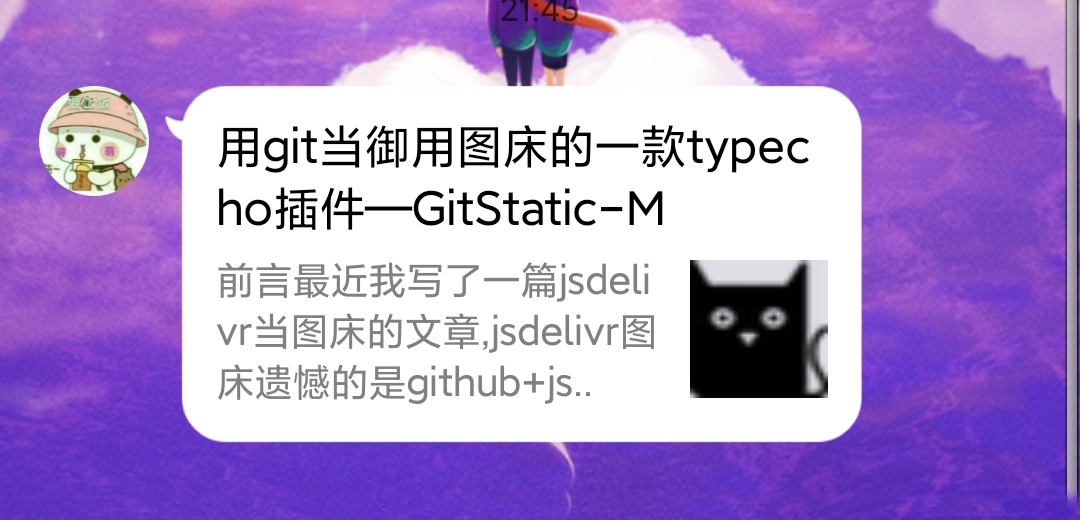 21:45
用git当御用图床的一款typec
ho插件—GitStatic-M
前言最近我写了一篇jsdeli
vr当图床的文章,jsdelivr图
床遗憾的是github+js..